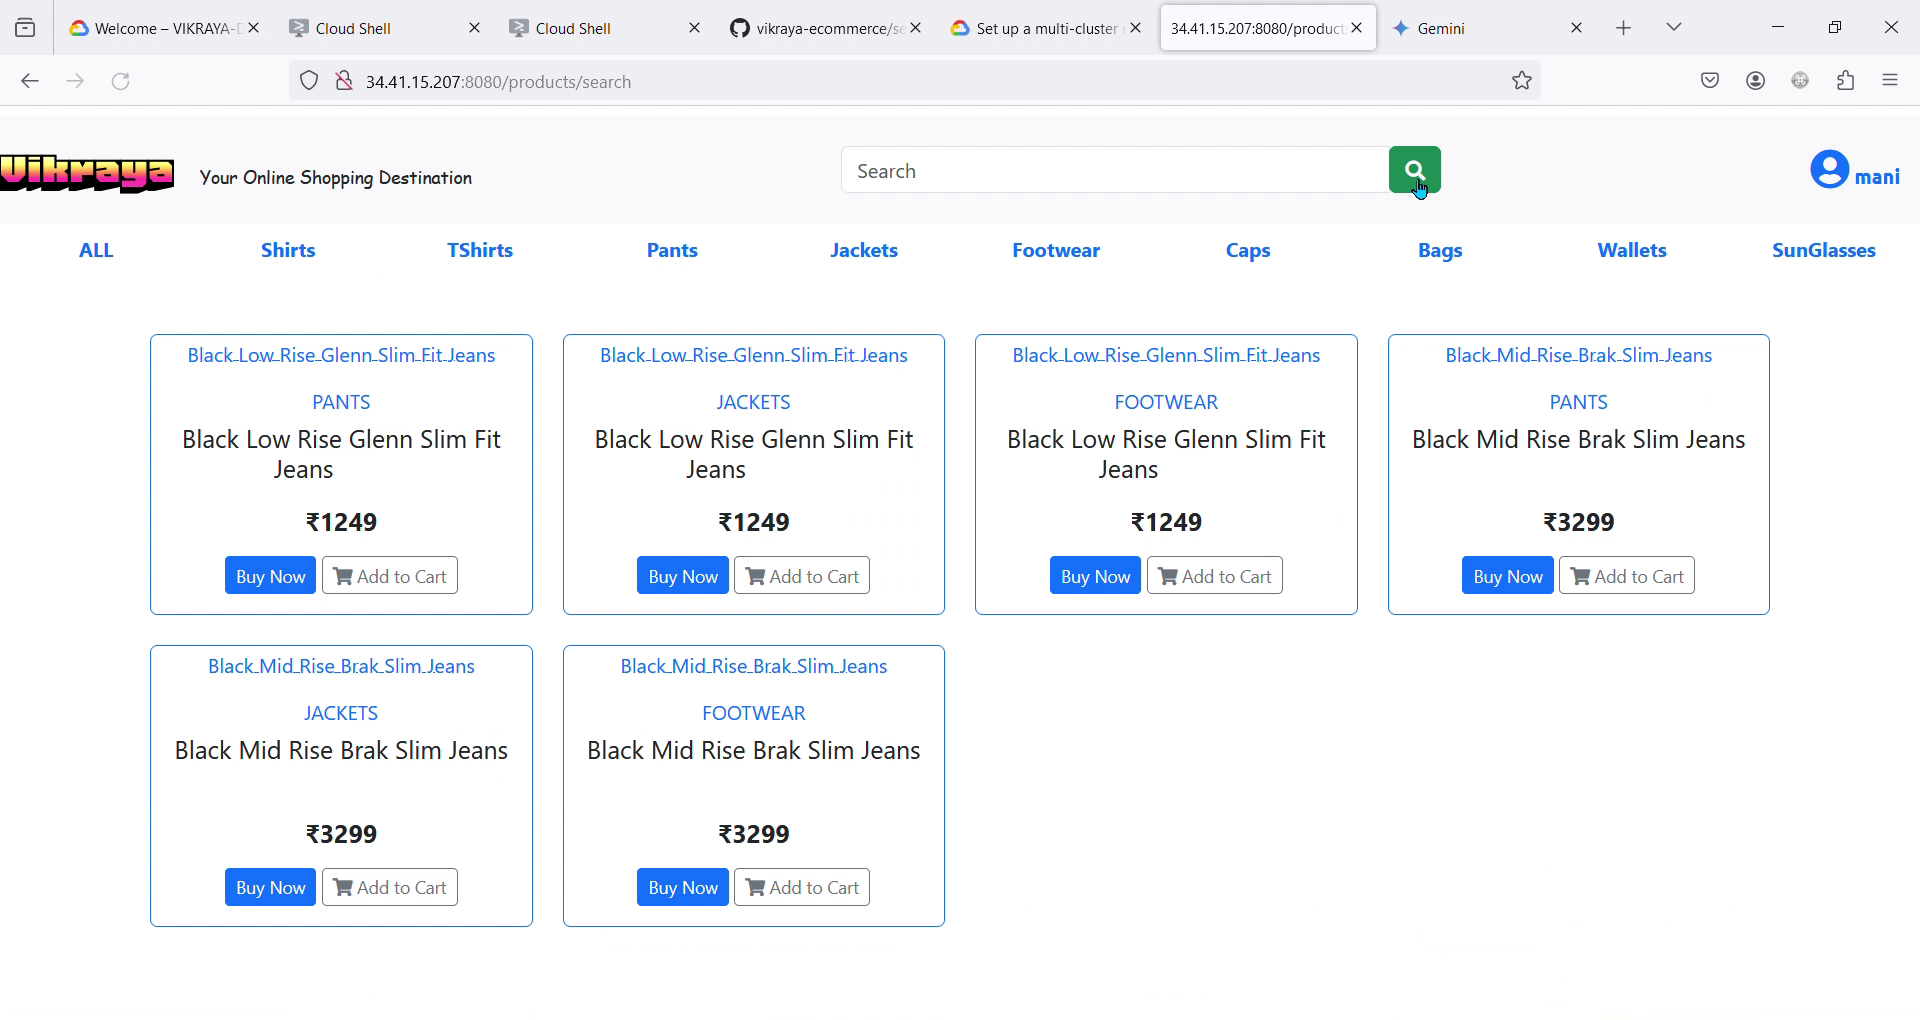 Welcome – VIKRAYA-D
Cloud Shell
Cloud Shell
vikraya-ecommerce/se
Set up a multi-cluster
34.41.15.207:8080/product
Gemini
34.41.15.207:8080/products/search
Vikraya
Your Online Shopping Destination
Search
mani
ALL
Shirts
TShirts
Pants
Jackets
Footwear
Caps
Bags
Wallets
SunGlasses
Black_Low_Rise_Glenn_Slim_Fit_Jeans
PANTS
Black Low Rise Glenn Slim Fit
Jeans
₹1249
Buy Now
Add to Cart
Black_Low_Rise_Glenn_Slim_Fit_Jeans
JACKETS
Black Low Rise Glenn Slim Fit
Jeans
₹1249
Buy Now
Add to Cart
Black_Low_Rise_Glenn_Slim_Fit_Jeans
FOOTWEAR
Black Low Rise Glenn Slim Fit
Jeans
₹1249
Buy Now
Add to Cart
Black_Mid_Rise_Brak_Slim_Jeans
PANTS
Black Mid Rise Brak Slim Jeans
₹3299
Buy Now
Add to Cart
Black_Mid_Rise_Brak_Slim_Jeans
JACKETS
Black Mid Rise Brak Slim Jeans
₹3299
Buy Now
Add to Cart
Black_Mid_Rise_Brak_Slim_Jeans
FOOTWEAR
Black Mid Rise Brak Slim Jeans
₹3299
Buy Now
Add to Cart